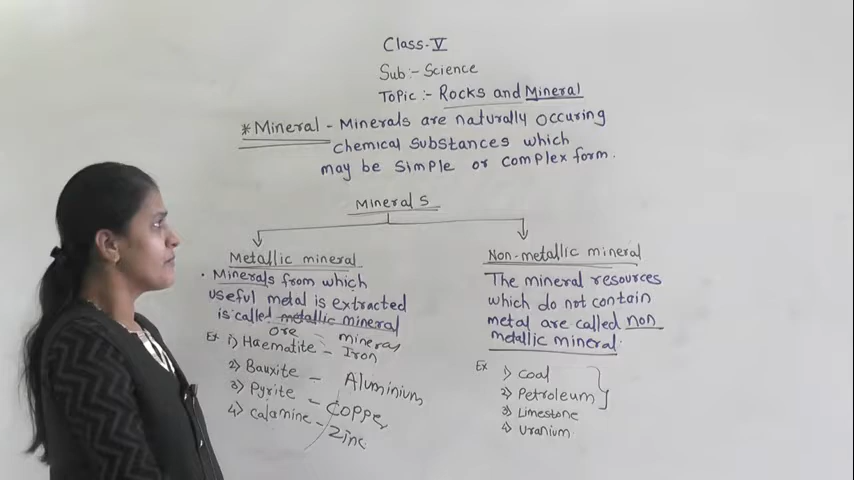 Class-V
Sub:- Science
Topic :- Rocks and Mineral
* Mineral - Minerals are naturally occuring
chemical substances which
may be simple or complex form.
Minerals
Metallic mineral
• Minerals from which
useful metal is extracted
is called metallic mineral
ore - mineral
Ex i) Haematite - Iron
2) Bauxite - Aluminium
3) Pyrite - Copper
4) Calamine - Zinc
Non-metallic mineral
The mineral resources
which do not contain
metal are called non
metallic mineral.
Ex 1) Coal
2) Petroleum
3) Limestone
4) Uranium